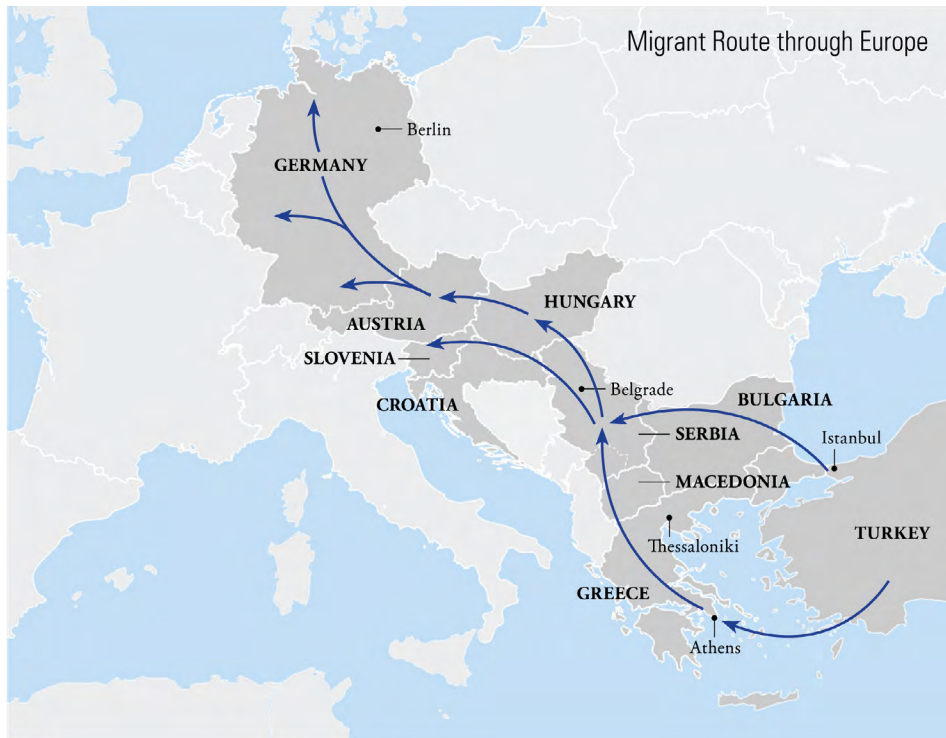 Migrant Route through Europe
Berlin
GERMANY
HUNGARY
AUSTRIA
SLOVENIA
Belgrade
BULGARIA
CROATIA
SERBIA
Istanbul
MACEDONIA
TURKEY
Thessaloniki
GREECE
Athens